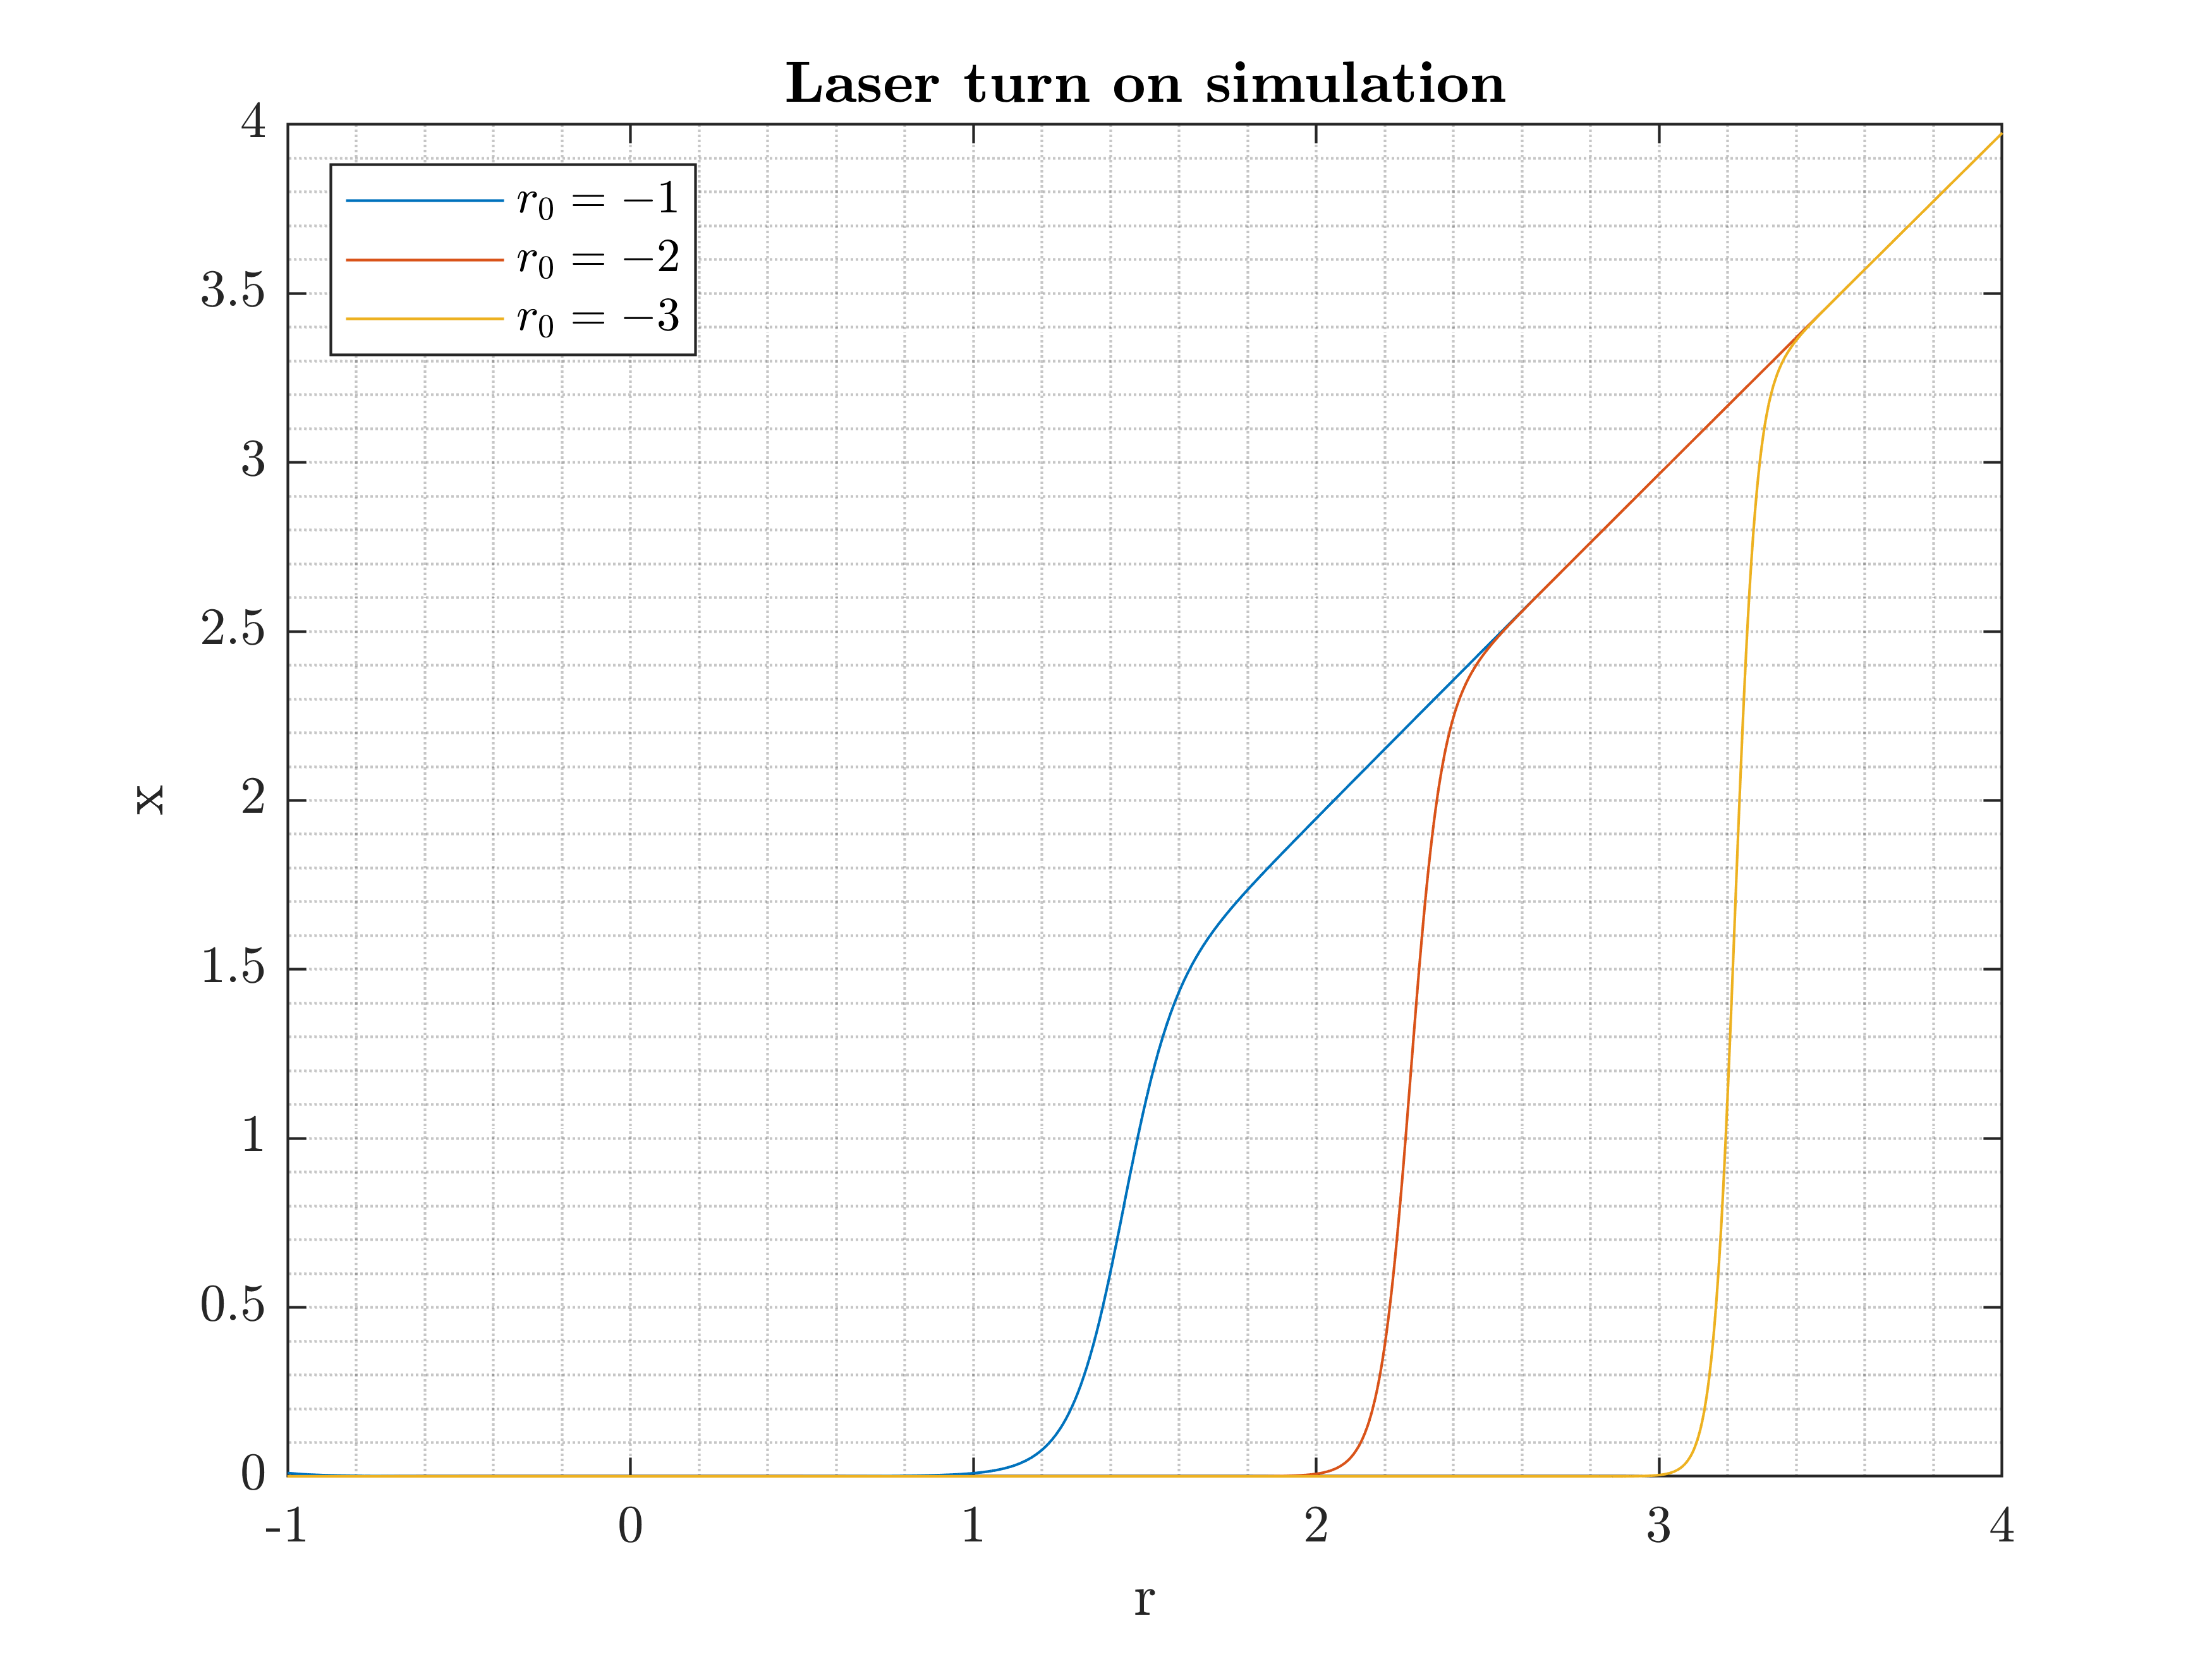 Laser turn on simulation
4
3.5
3
2.5
2
1.5
1
0.5
0
r₀ = −1
r₀ = −2
r₀ = −3
x
-1 0 1 2 3 4
r